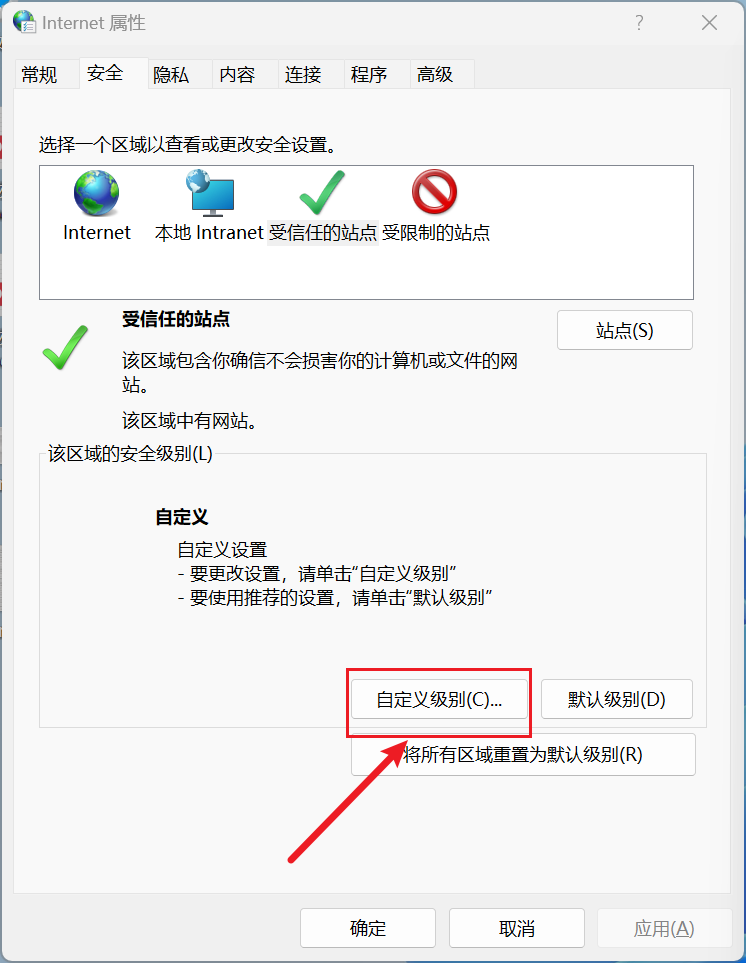 Internet 属性
?
常规 安全 隐私 内容 连接 程序 高级
选择一个区域以查看或更改安全设置。
Internet 本地 Intranet 受信任的站点 受限制的站点
受信任的站点
站点(S)
该区域包含你确信不会损害你的计算机或文件的网
站。
该区域中有网站。
该区域的安全级别(L)
自定义
自定义设置
- 要更改设置，请单击“自定义级别”
- 要使用推荐的设置，请单击“默认级别”
自定义级别(C)... 默认级别(D)
将所有区域重置为默认级别(R)
确定 取消 应用(A)